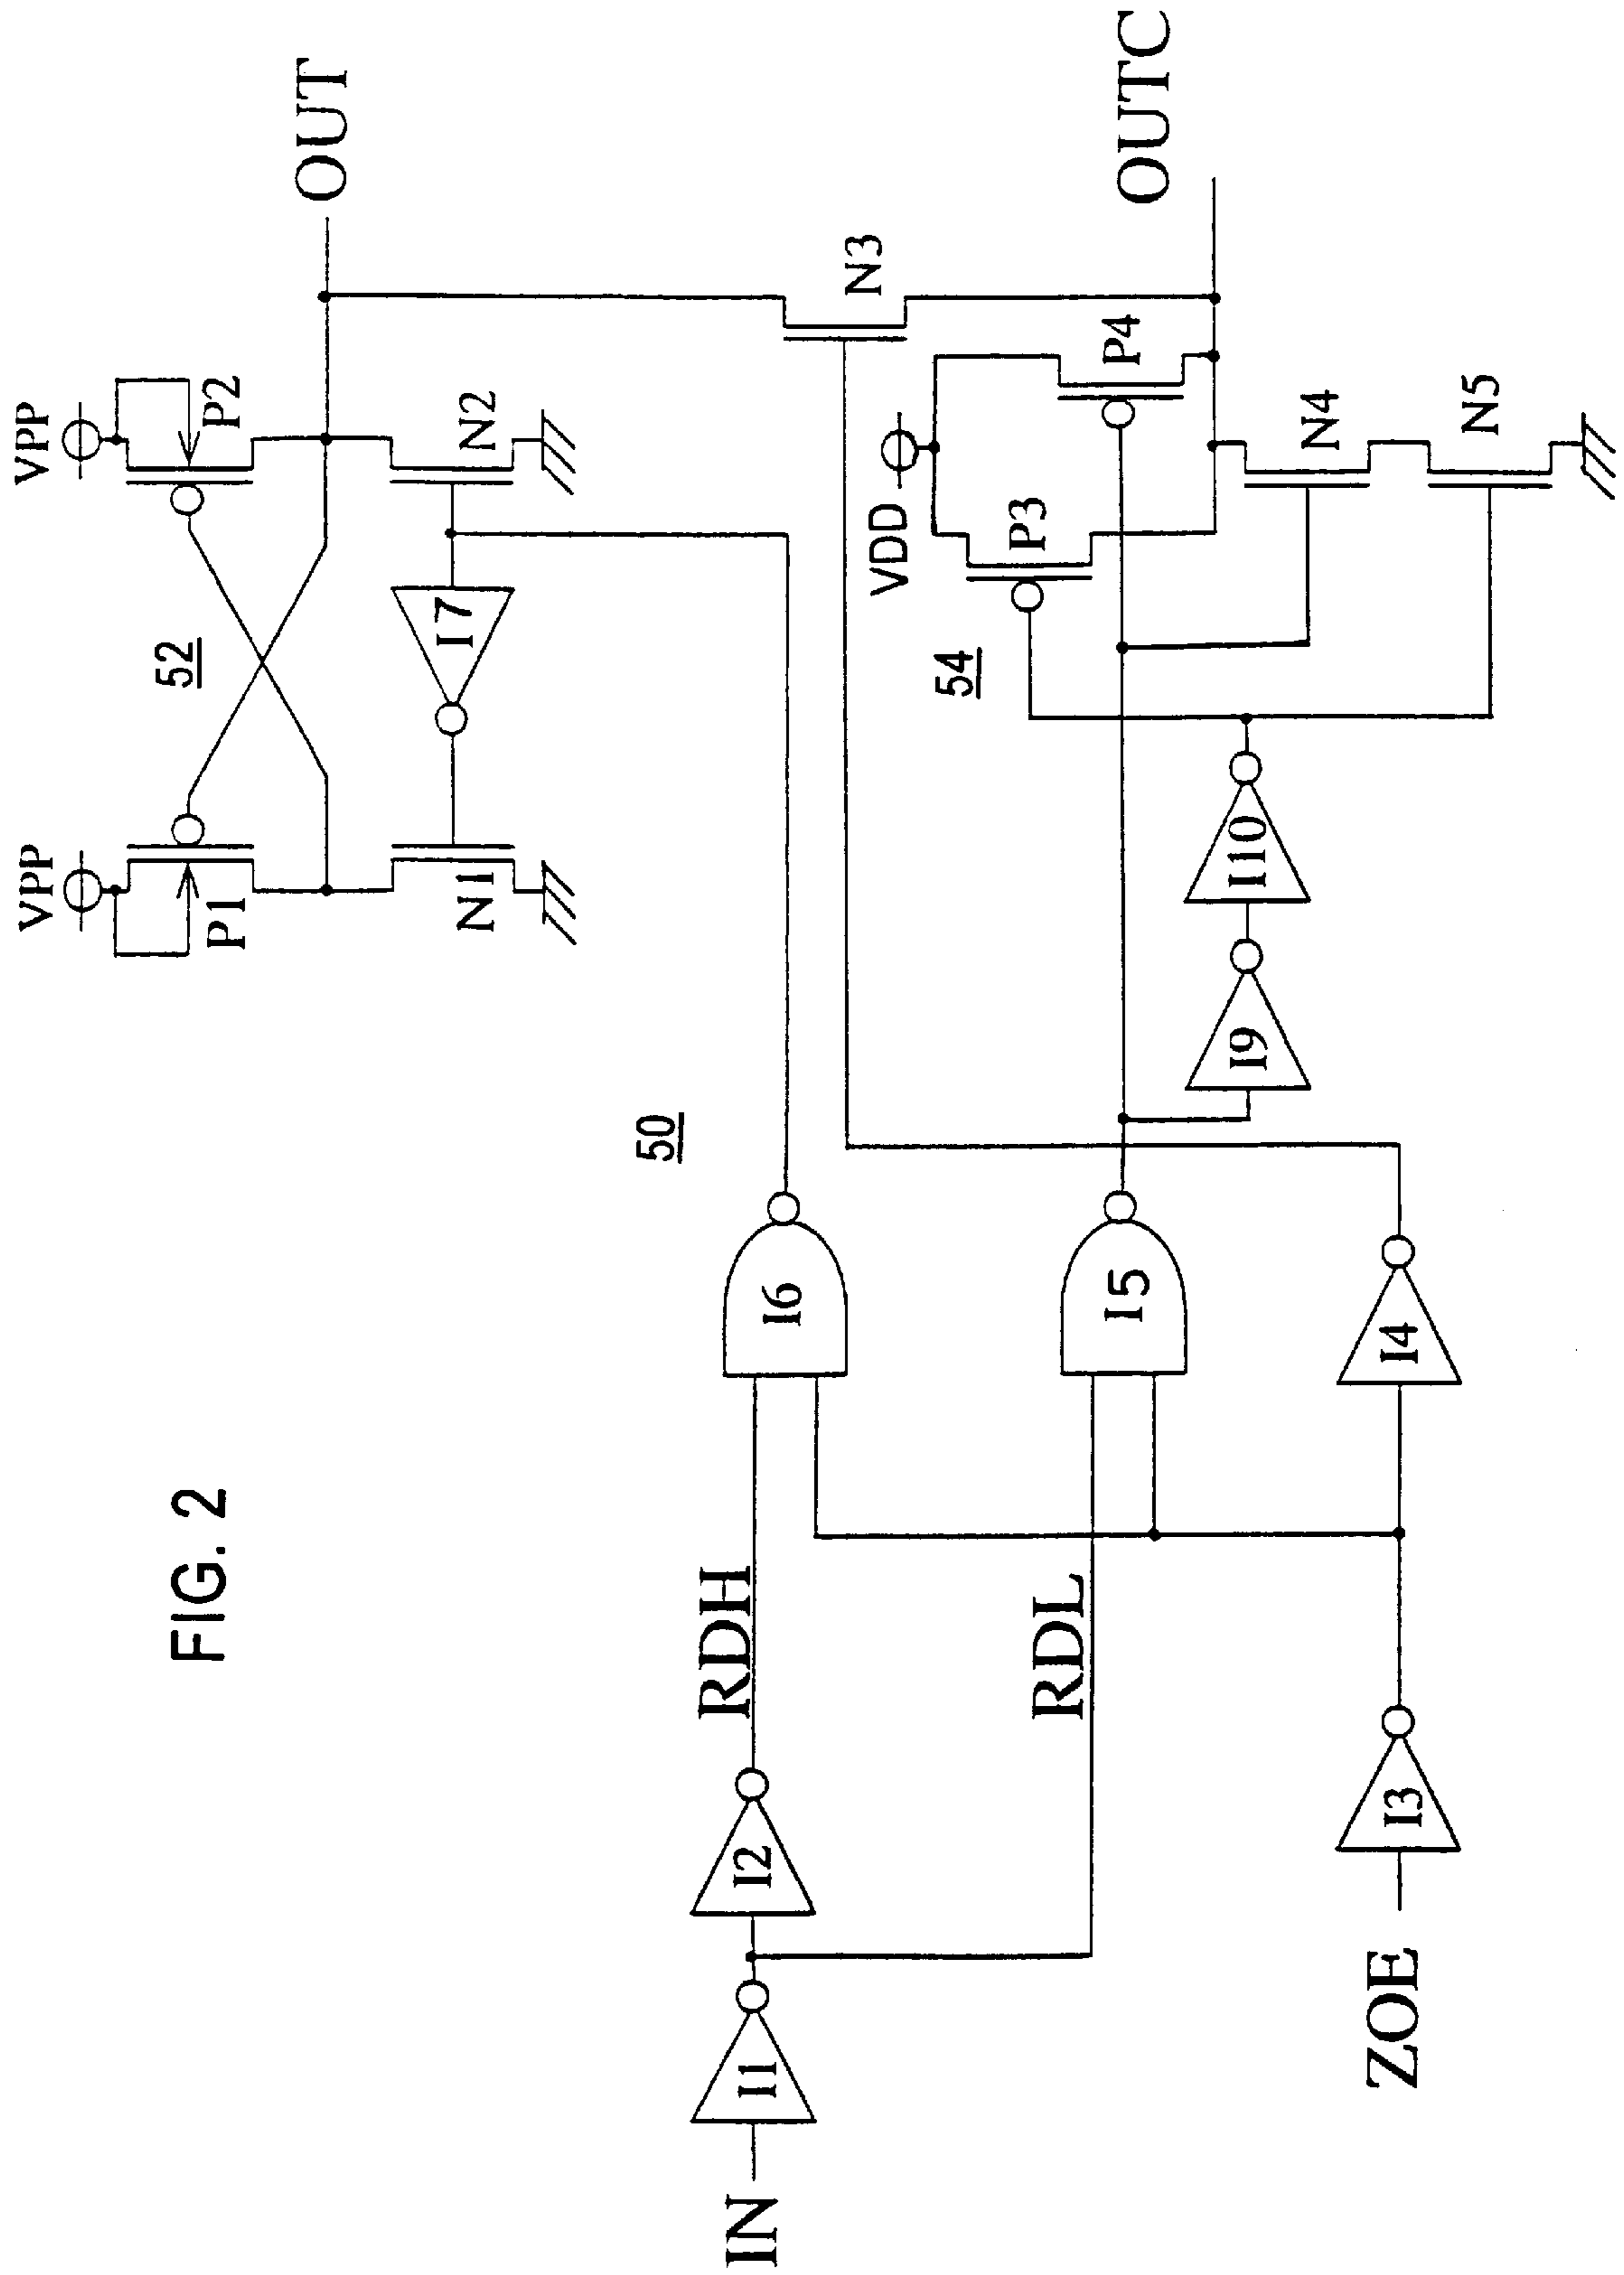 FIG. 2
VPP
VPP
P1
P2
52
OUT
N1
I7
N2
50
IN
I1
I2
RDH
I6
N3
VDD
P3
P4
54
OUTC
RDL
I5
I9
I10
N4
N5
ZOE
I3
I4